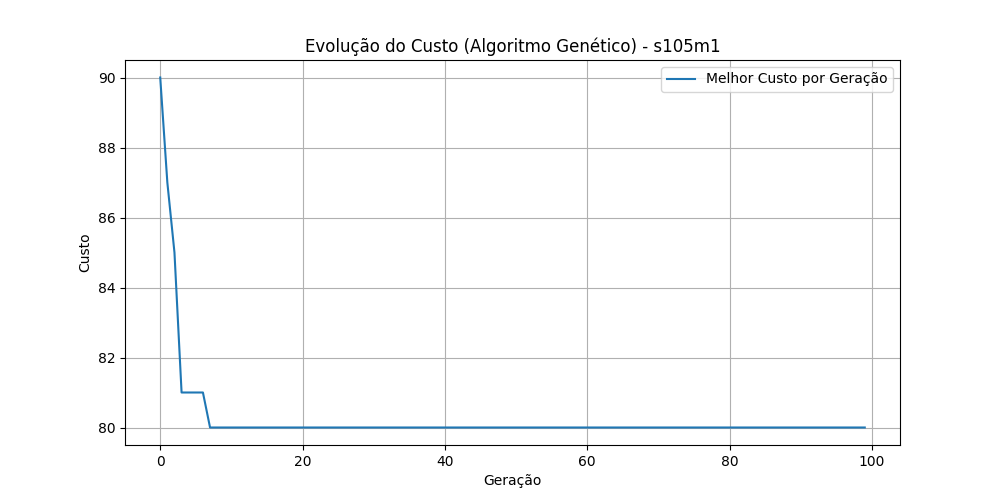 Evolução do Custo (Algoritmo Genético) - s105m1
Melhor Custo por Geração
90
88
86
84
82
80
Custo
0 20 40 60 80 100
Geração